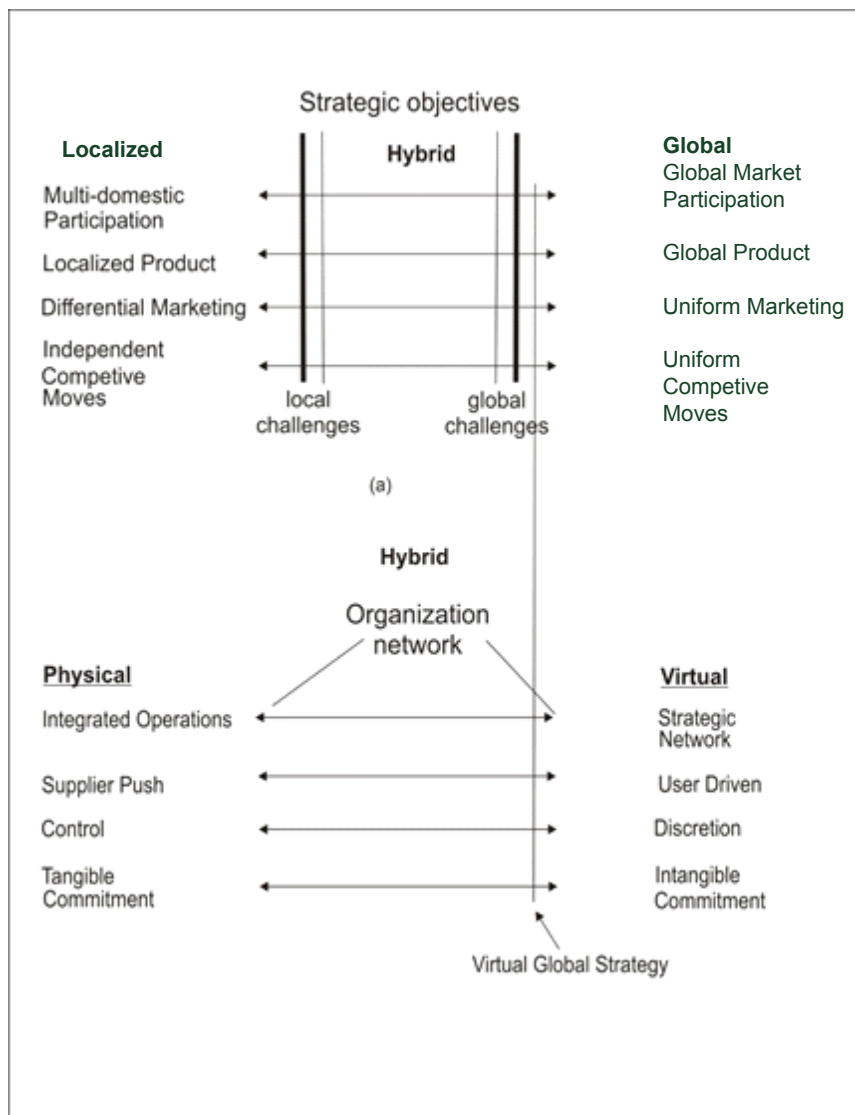 Strategic objectives
Localized
Hybrid
Global
Multi-domestic
Participation
Global Market
Participation
Localized Product
Global Product
Differential Marketing
Uniform Marketing
Independent
Competive
Moves
Uniform
Competive
Moves
local
challenges
global
challenges
(a)
Hybrid
Organization
network
Physical
Virtual
Integrated Operations
Strategic
Network
Supplier Push
User Driven
Control
Discretion
Tangible
Commitment
Intangible
Commitment
Virtual Global Strategy